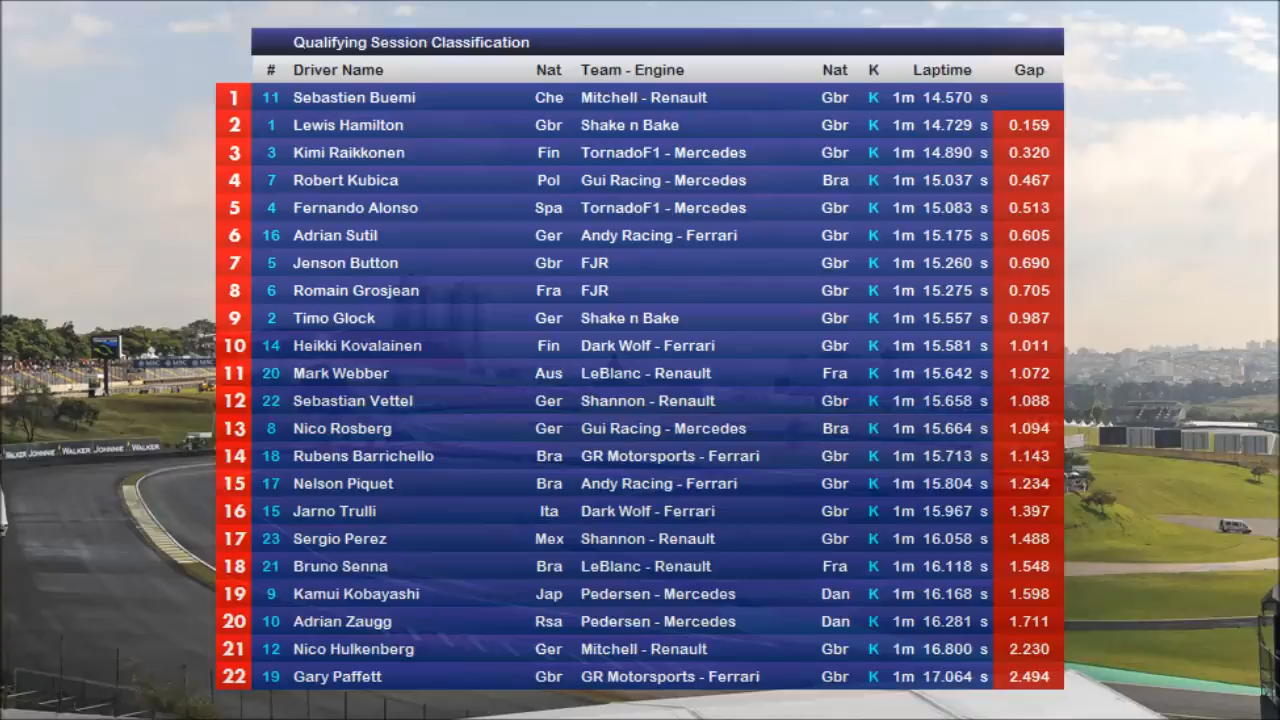 Qualifying Session Classification
# Driver Name Nat Team - Engine Nat K Laptime Gap
1 11 Sebastien Buemi Che Mitchell - Renault Gbr K 1m 14.570 s
2 1 Lewis Hamilton Gbr Shake n Bake Gbr K 1m 14.729 s 0.159
3 3 Kimi Raikkonen Fin TornadoF1 - Mercedes Gbr K 1m 14.890 s 0.320
4 7 Robert Kubica Pol Gui Racing - Mercedes Bra K 1m 15.037 s 0.467
5 4 Fernando Alonso Spa TornadoF1 - Mercedes Gbr K 1m 15.083 s 0.513
6 16 Adrian Sutil Ger Andy Racing - Ferrari Gbr K 1m 15.175 s 0.605
7 5 Jenson Button Gbr FJR Gbr K 1m 15.260 s 0.690
8 6 Romain Grosjean Fra FJR Gbr K 1m 15.275 s 0.705
9 2 Timo Glock Ger Shake n Bake Gbr K 1m 15.557 s 0.987
10 14 Heikki Kovalainen Fin Dark Wolf - Ferrari Gbr K 1m 15.581 s 1.011
11 20 Mark Webber Aus LeBlanc - Renault Fra K 1m 15.642 s 1.072
12 22 Sebastian Vettel Ger Shannon - Renault Gbr K 1m 15.658 s 1.088
13 8 Nico Rosberg Ger Gui Racing - Mercedes Bra K 1m 15.664 s 1.094
14 18 Rubens Barrichello Bra GR Motorsports - Ferrari Gbr K 1m 15.713 s 1.143
15 17 Nelson Piquet Bra Andy Racing - Ferrari Gbr K 1m 15.804 s 1.234
16 15 Jarno Trulli Ita Dark Wolf - Ferrari Gbr K 1m 15.967 s 1.397
17 23 Sergio Perez Mex Shannon - Renault Gbr K 1m 16.058 s 1.488
18 21 Bruno Senna Bra LeBlanc - Renault Fra K 1m 16.118 s 1.548
19 9 Kamui Kobayashi Jap Pedersen - Mercedes Dan K 1m 16.168 s 1.598
20 10 Adrian Zaugg Rsa Pedersen - Mercedes Dan K 1m 16.281 s 1.711
21 12 Nico Hulkenberg Ger Mitchell - Renault Gbr K 1m 16.800 s 2.230
22 19 Gary Paffett Gbr GR Motorsports - Ferrari Gbr K 1m 17.064 s 2.494
JOHNNIE WALKER JOHNNIE WALKER